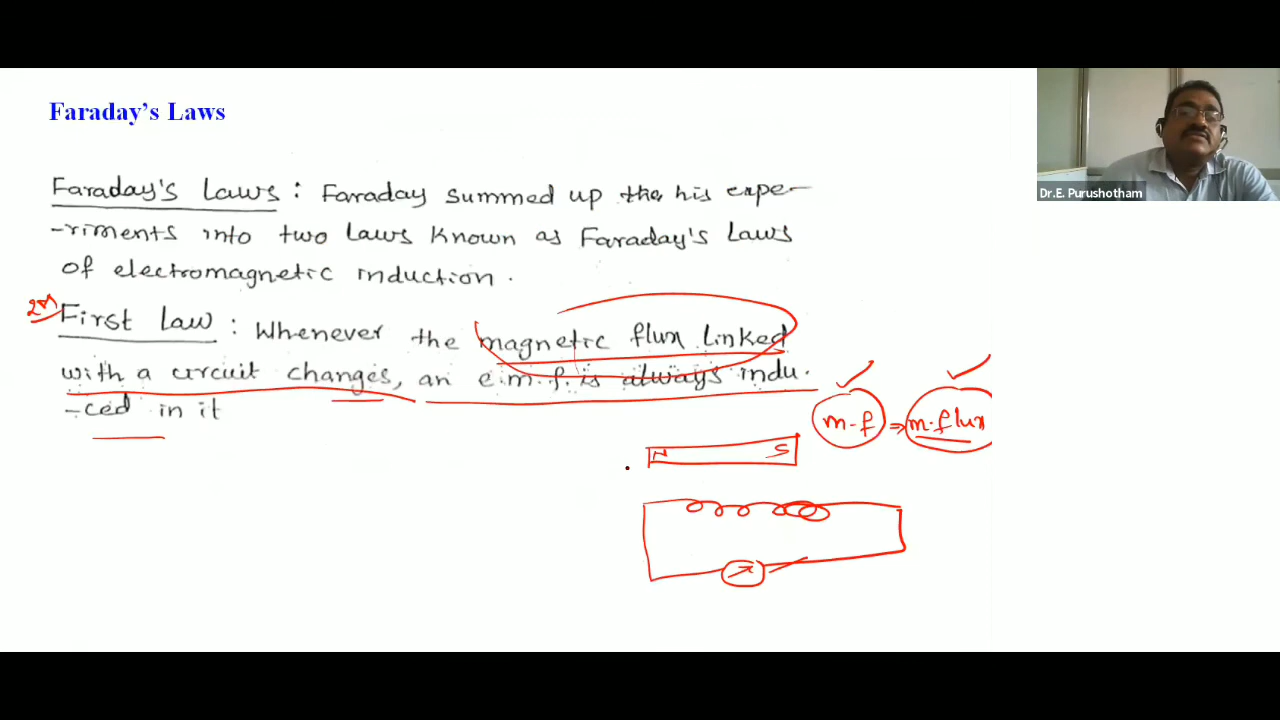 Faraday's Laws
Faraday's Laws : Faraday summed up the his expe-
-riments into two laws known as Faraday's Laws
of electromagnetic induction.
First Law : Whenever the magnetic flux linked
with a circuit changes, an e.m.f. is always indu.
-ced in it
m.f ⇒ m.flux
N S
Dr.E. Purushotham